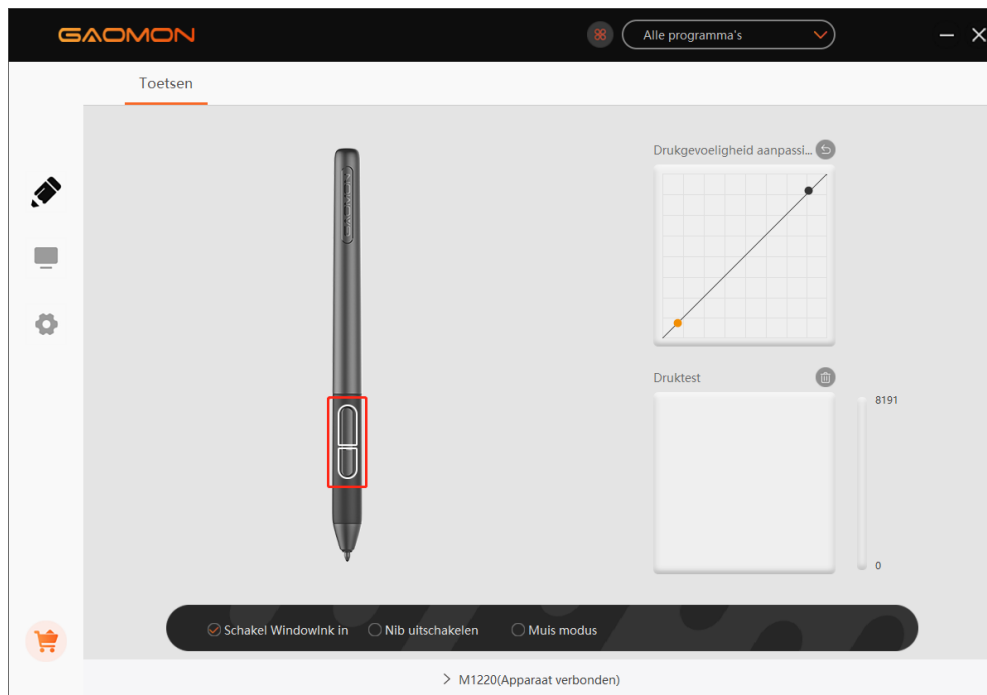 GAOMON
Alle programma's
Toetsen
Drukgevoeligheid aanpassi...
GAOMON
Druktest
8191
0
Schakel WindowInk in
Nib uitschakelen
Muis modus
M1220(Apparaat verbonden)